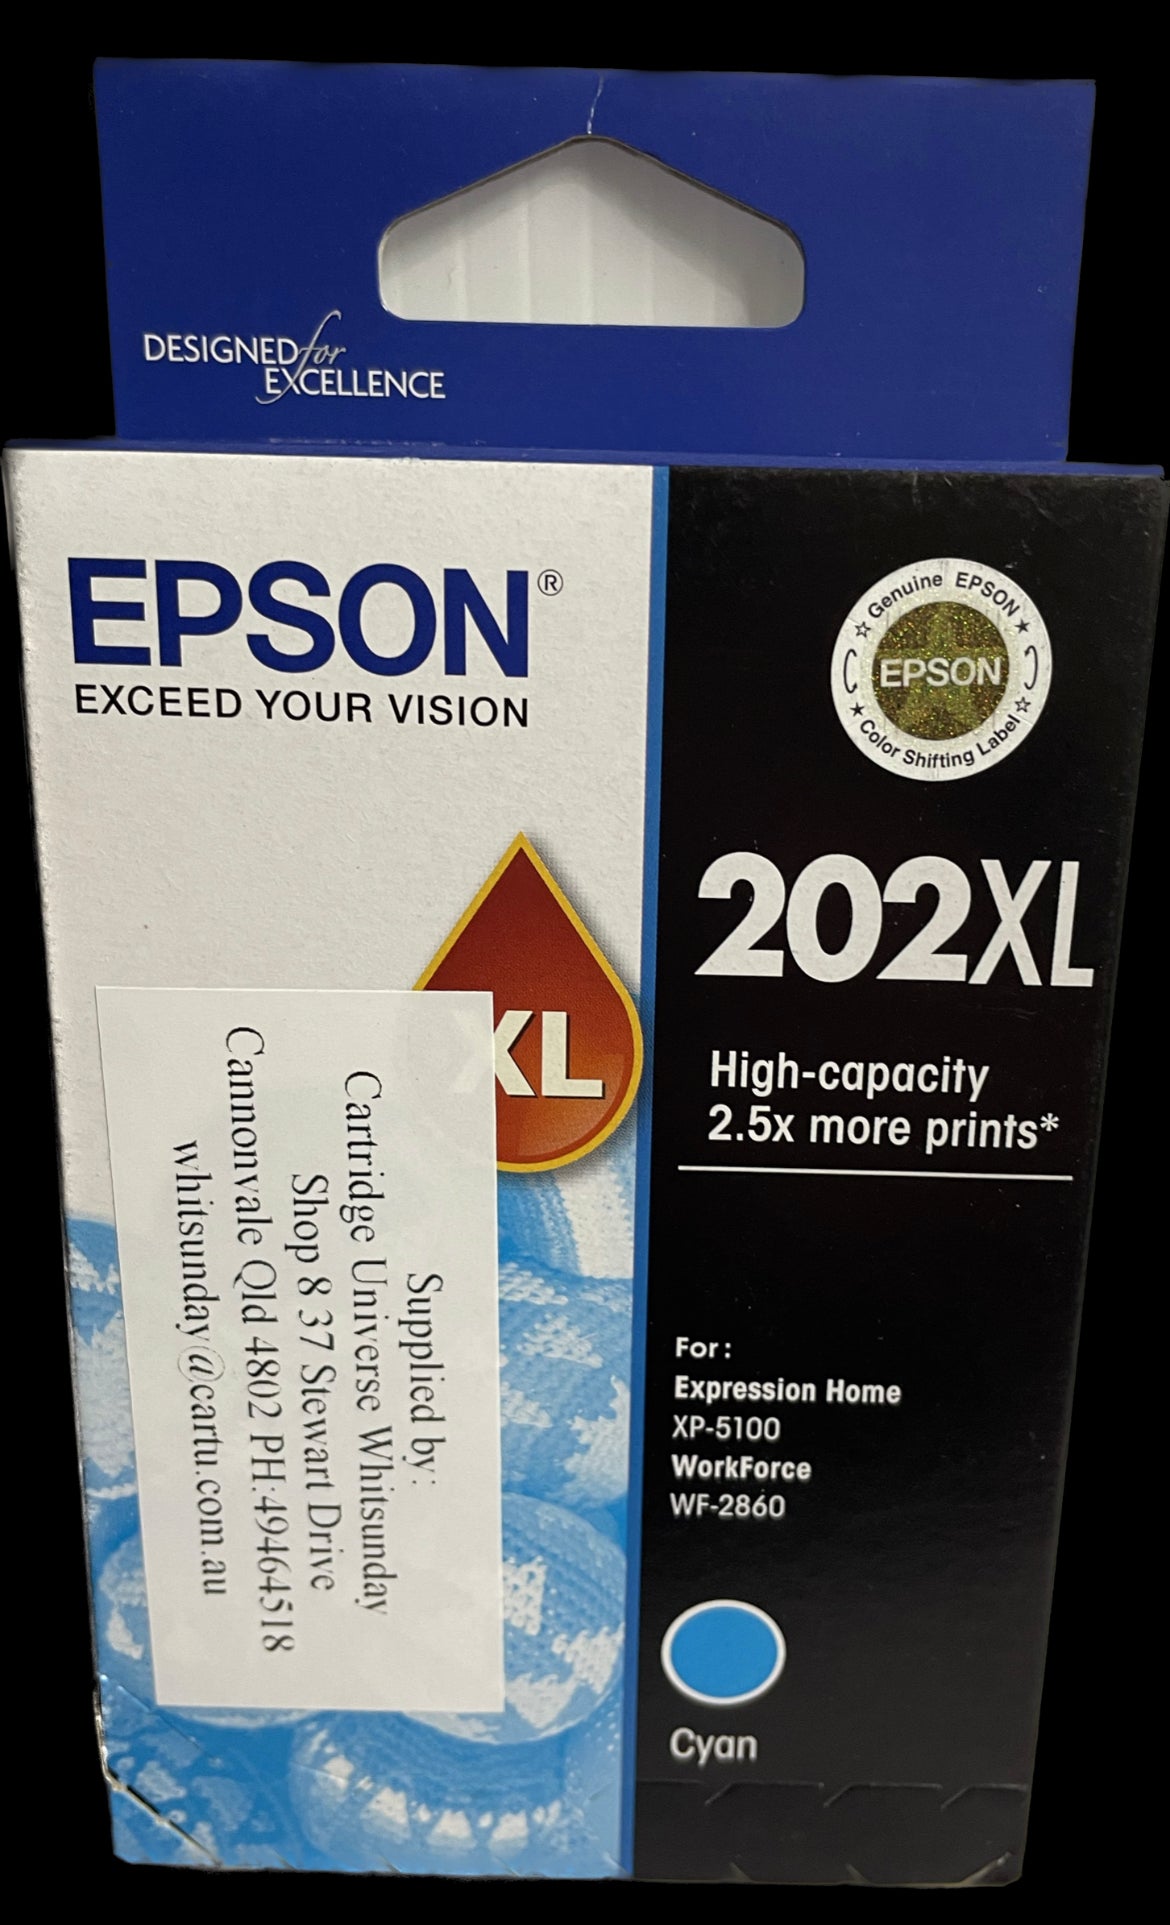 DESIGNED for
EXCELLENCE
EPSON®
EXCEED YOUR VISION
Genuine EPSON
EPSON
Color Shifting Label
202XL
XL
High-capacity
2.5x more prints*
Supplied by:
Cartridge Universe Whitsunday
Shop 8 37 Stewart Drive
Cannonvale Qld 4802 PH:49464518
whitsunday@cartu.com.au
For :
Expression Home
XP-5100
WorkForce
WF-2860
Cyan